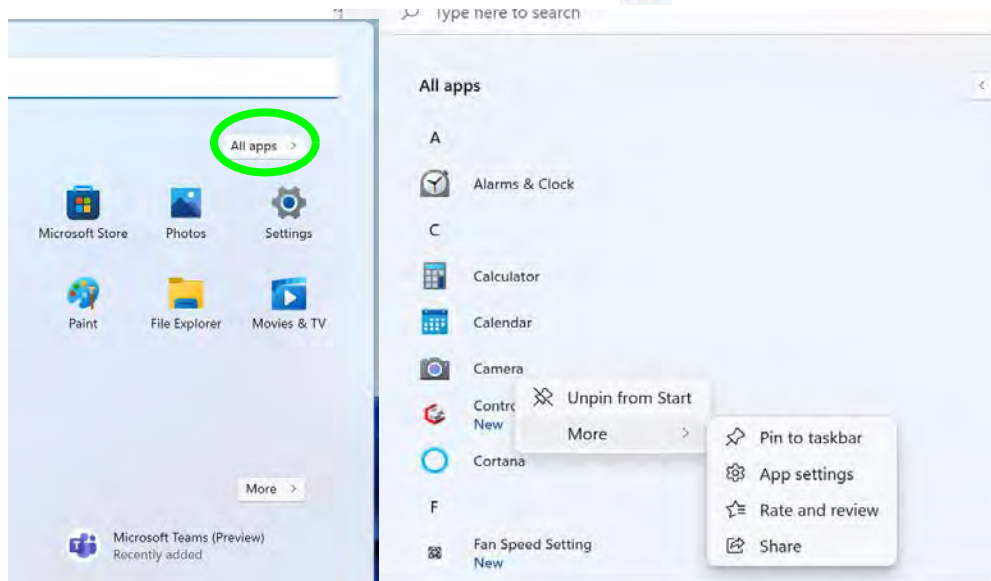 All apps >
Microsoft Store
Photos
Settings
Paint
File Explorer
Movies & TV
More >
Microsoft Teams (Preview)
Recently added
Type here to search
All apps
<
A
Alarms & Clock
C
Calculator
Calendar
Camera
Unpin from Start
Contro
New
More >
Pin to taskbar
Cortana
App settings
F
Rate and review
Fan Speed Setting
New
Share